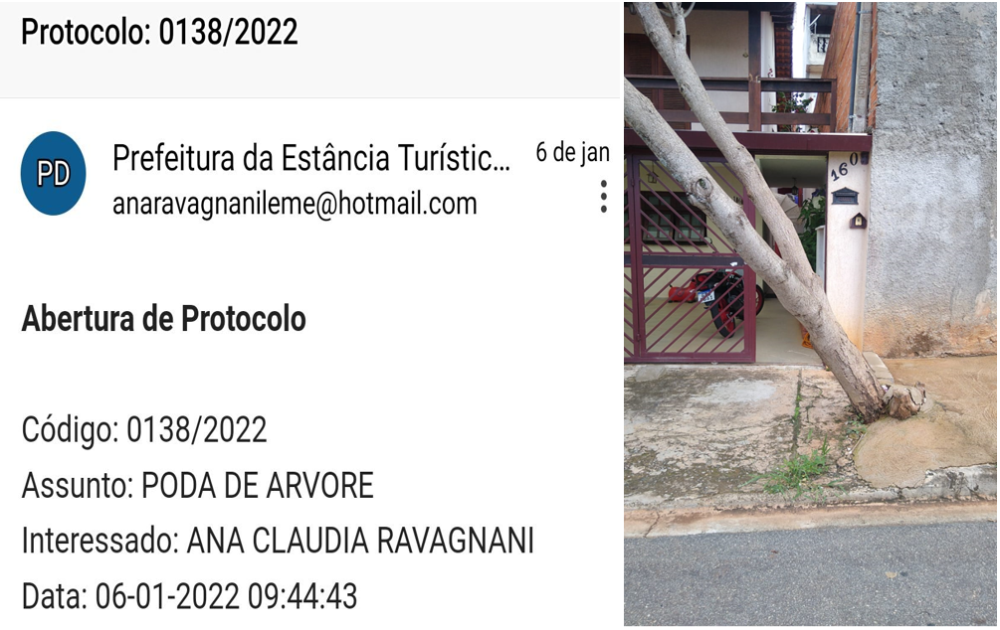 Protocolo: 0138/2022
PD
Prefeitura da Estância Turístic...
6 de jan
anaravagnanileme@hotmail.com
Abertura de Protocolo
Código: 0138/2022
Assunto: PODA DE ARVORE
Interessado: ANA CLAUDIA RAVAGNANI
Data: 06-01-2022 09:44:43
160